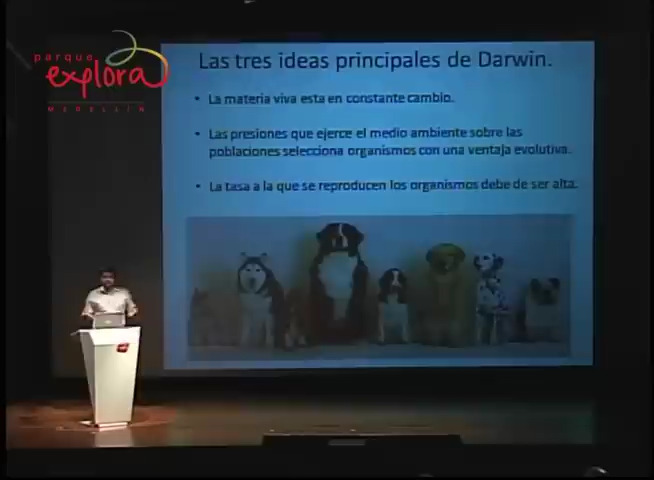 parque
explora
MEDELLÍN
Las tres ideas principales de Darwin.
• La materia viva esta en constante cambio.
• Las presiones que ejerce el medio ambiente sobre las
poblaciones selecciona organismos con una ventaja evolutiva.
• La tasa a la que se reproducen los organismos debe de ser alta.